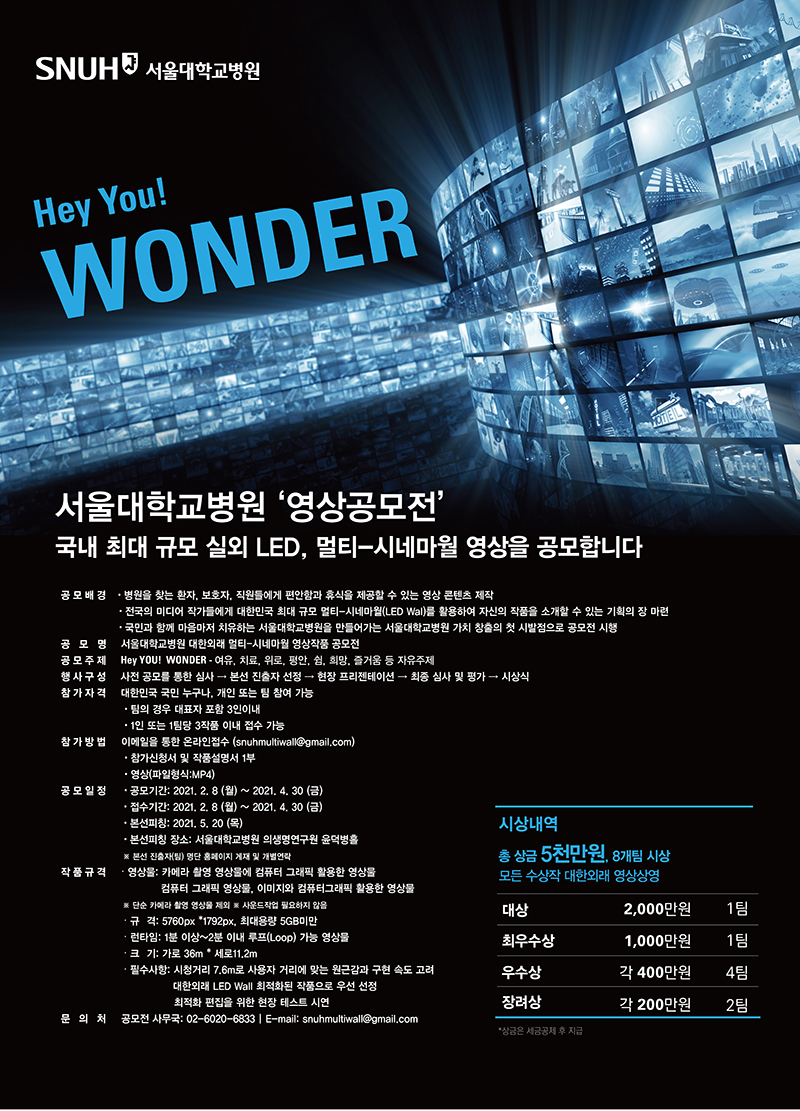 SNUH 서울대학교병원
Hey You!
WONDER
서울대학교병원 ‘영상공모전’
국내 최대 규모 실외 LED, 멀티-시네마월 영상을 공모합니다
공모배경 · 병원을 찾는 환자, 보호자, 직원들에게 편안함과 휴식을 제공할 수 있는 영상 콘텐츠 제작
· 전국의 미디어 작가들에게 대한민국 최대 규모 멀티-시네마월(LED Wal)를 활용하여 자신의 작품을 소개할 수 있는 기획의 장 마련
· 국민과 함께 마음마저 치유하는 서울대학교병원을 만들어가는 서울대학교병원 가치 창출의 첫 시발점으로 공모전 시행
공모명 서울대학교병원 대한외래 멀티-시네마월 영상작품 공모전
공모주제 Hey YOU! WONDER - 여유, 치료, 위로, 평안, 쉼, 희망, 즐거움 등 자유주제
행사구성 사전 공모를 통한 심사 → 본선 진출자 선정 → 현장 프리젠테이션 → 최종 심사 및 평가 → 시상식
참가자격 대한민국 국민 누구나, 개인 또는 팀 참여 가능
· 팀의 경우 대표자 포함 3인이내
· 1인 또는 1팀당 3작품 이내 접수 가능
참가방법 이메일을 통한 온라인접수 (snuhmultiwall@gmail.com)
· 참가신청서 및 작품설명서 1부
· 영상(파일형식:MP4)
공모일정 · 공모기간: 2021. 2. 8 (월) ~ 2021. 4. 30 (금)
· 접수기간: 2021. 2. 8 (월) ~ 2021. 4. 30 (금)
· 본선피칭: 2021. 5. 20 (목)
· 본선피칭 장소: 서울대학교병원 의생명연구원 윤덕병홀
※ 본선 진출자(팀) 명단 홈페이지 게재 및 개별연락
작품규격 · 영상물: 카메라 촬영 영상물에 컴퓨터 그래픽 활용한 영상물
컴퓨터 그래픽 영상물, 이미지와 컴퓨터그래픽 활용한 영상물
※ 단순 카메라 촬영 영상물 제외 ※ 사운드작업 필요하지 않음
· 규 격: 5760px *1792px, 최대용량 5GB미만
· 런타임: 1분 이상~2분 이내 루프(Loop) 가능 영상물
· 크 기: 가로 36m * 세로11.2m
· 필수사항: 시청거리 7.6m로 사용자 거리에 맞는 원근감과 구현 속도 고려
대한외래 LED Wall 최적화된 작품으로 우선 선정
최적화 편집을 위한 현장 테스트 시연
문의처 공모전 사무국: 02-6020-6833 | E-mail: snuhmultiwall@gmail.com
시상내역
총 상금 5천만원, 8개팀 시상
모든 수상작 대한외래 영상상영
대상 2,000만원 1팀
최우수상 1,000만원 1팀
우수상 각 400만원 4팀
장려상 각 200만원 2팀
*상금은 세금공제 후 지급